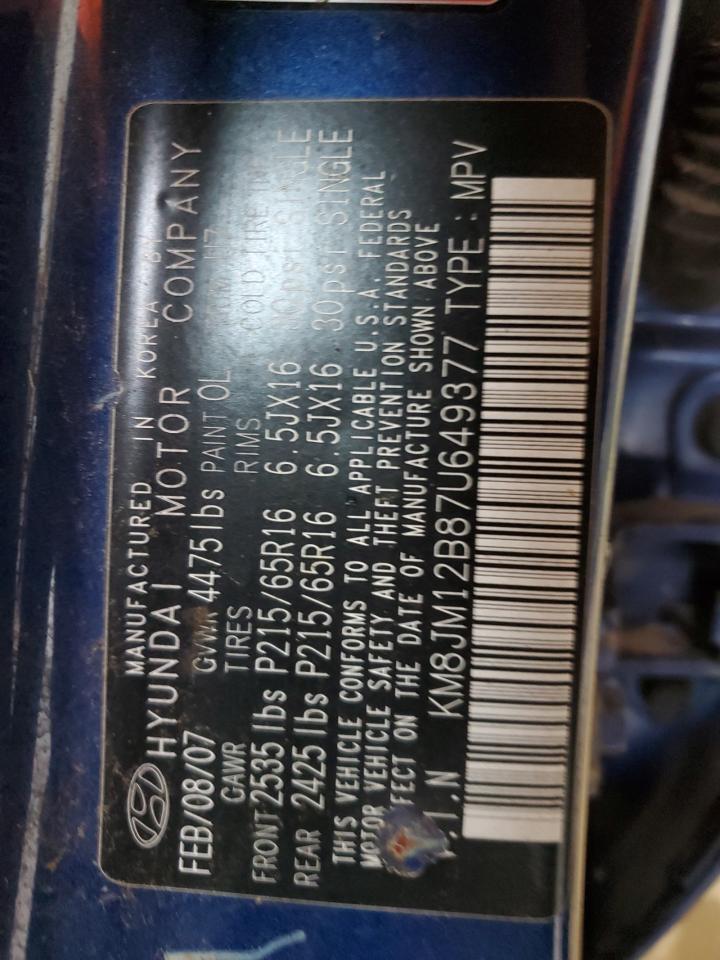 MANUFACTURED IN KOREA BY
HYUNDAI MOTOR COMPANY
FEB/08/07 GVWR 4475 lbs PAINT OL
GAWR TIRES RIMS COLD TIRE
FRONT 2535 lbs P215/65R16 6.5JX16 SINGLE
REAR 2425 lbs P215/65R16 6.5JX16 30psi SINGLE
THIS VEHICLE CONFORMS TO ALL APPLICABLE U.S.A. FEDERAL
MOTOR VEHICLE SAFETY AND THEFT PREVENTION STANDARDS
FECT ON THE DATE OF MANUFACTURE SHOWN ABOVE
.I.N KM8JM12B87U649377 TYPE : MPV